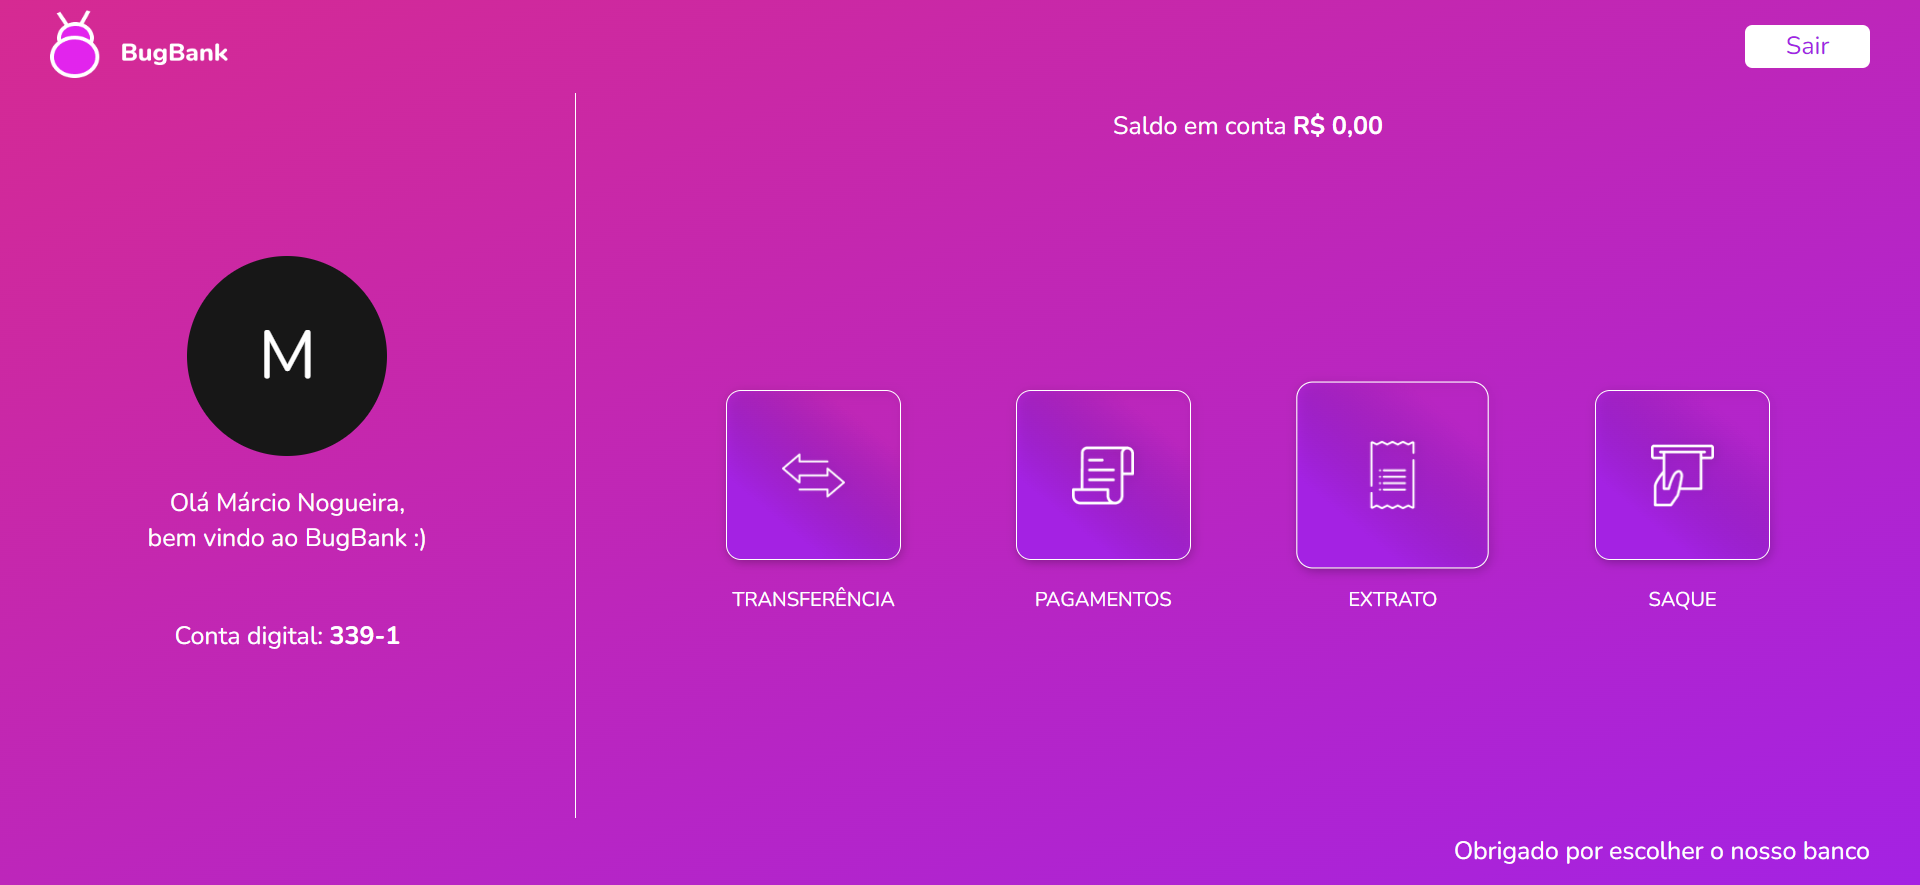 BugBank
Sair
Saldo em conta R$ 0,00
M
Olá Márcio Nogueira,
bem vindo ao BugBank :)
Conta digital: 339-1
TRANSFERÊNCIA
PAGAMENTOS
EXTRATO
SAQUE
Obrigado por escolher o nosso banco